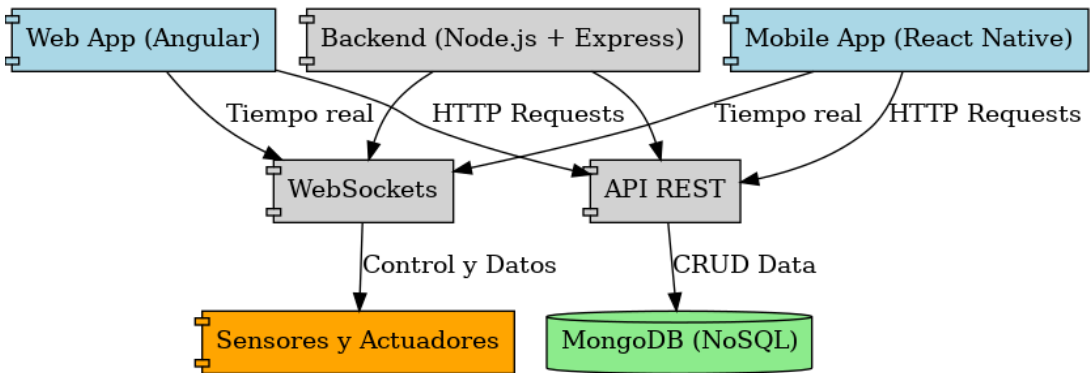 Web App (Angular)
Backend (Node.js + Express)
Mobile App (React Native)
Tiempo real
HTTP Requests
Tiempo real
HTTP Requests
WebSockets
API REST
Control y Datos
CRUD Data
Sensores y Actuadores
MongoDB (NoSQL)